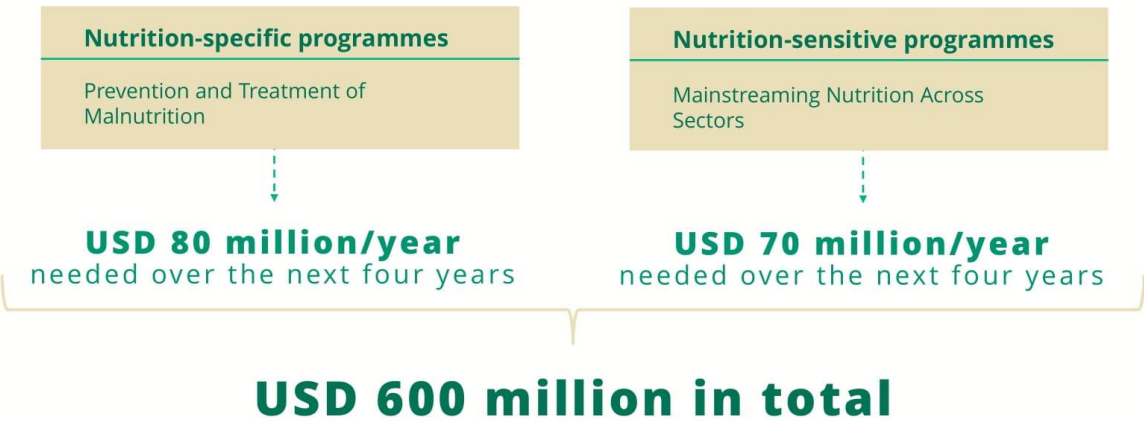 Nutrition-specific programmes
Prevention and Treatment of
Malnutrition
USD 80 million/year
needed over the next four years
Nutrition-sensitive programmes
Mainstreaming Nutrition Across
Sectors
USD 70 million/year
needed over the next four years
USD 600 million in total